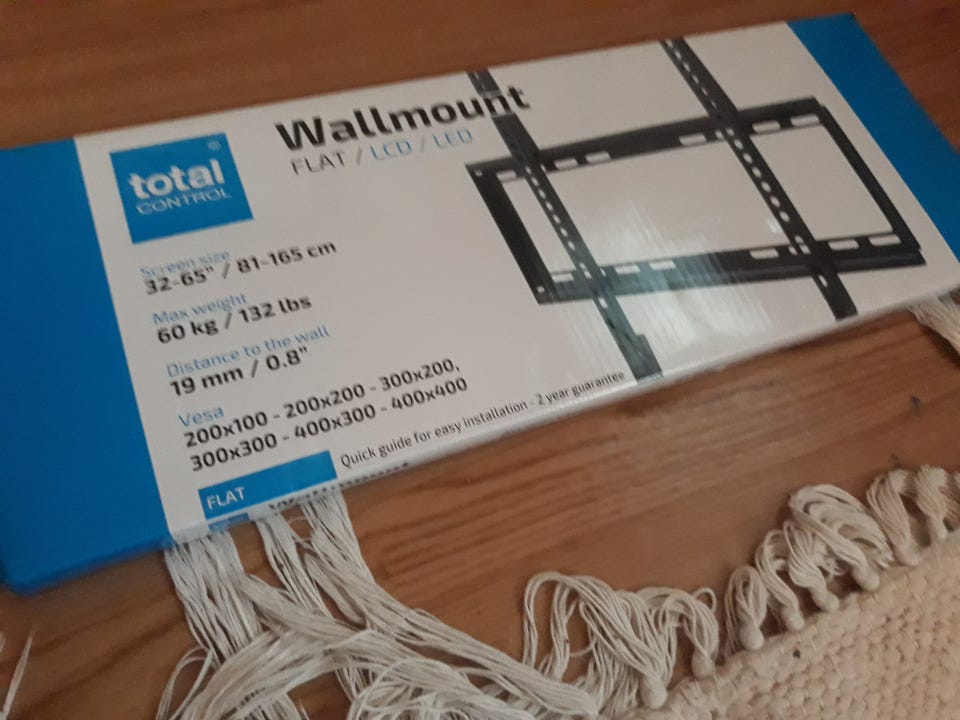 total®
CONTROL
Wallmount
FLAT / LCD / LED
Screen size
32-65" / 81-165 cm
Max weight
60 kg / 132 lbs
Distance to the wall
19 mm / 0.8"
Vesa
200x100 - 200x200 - 300x200,
300x300 - 400x300 - 400x400
Quick guide for easy installation - 2 year guarantee
FLAT